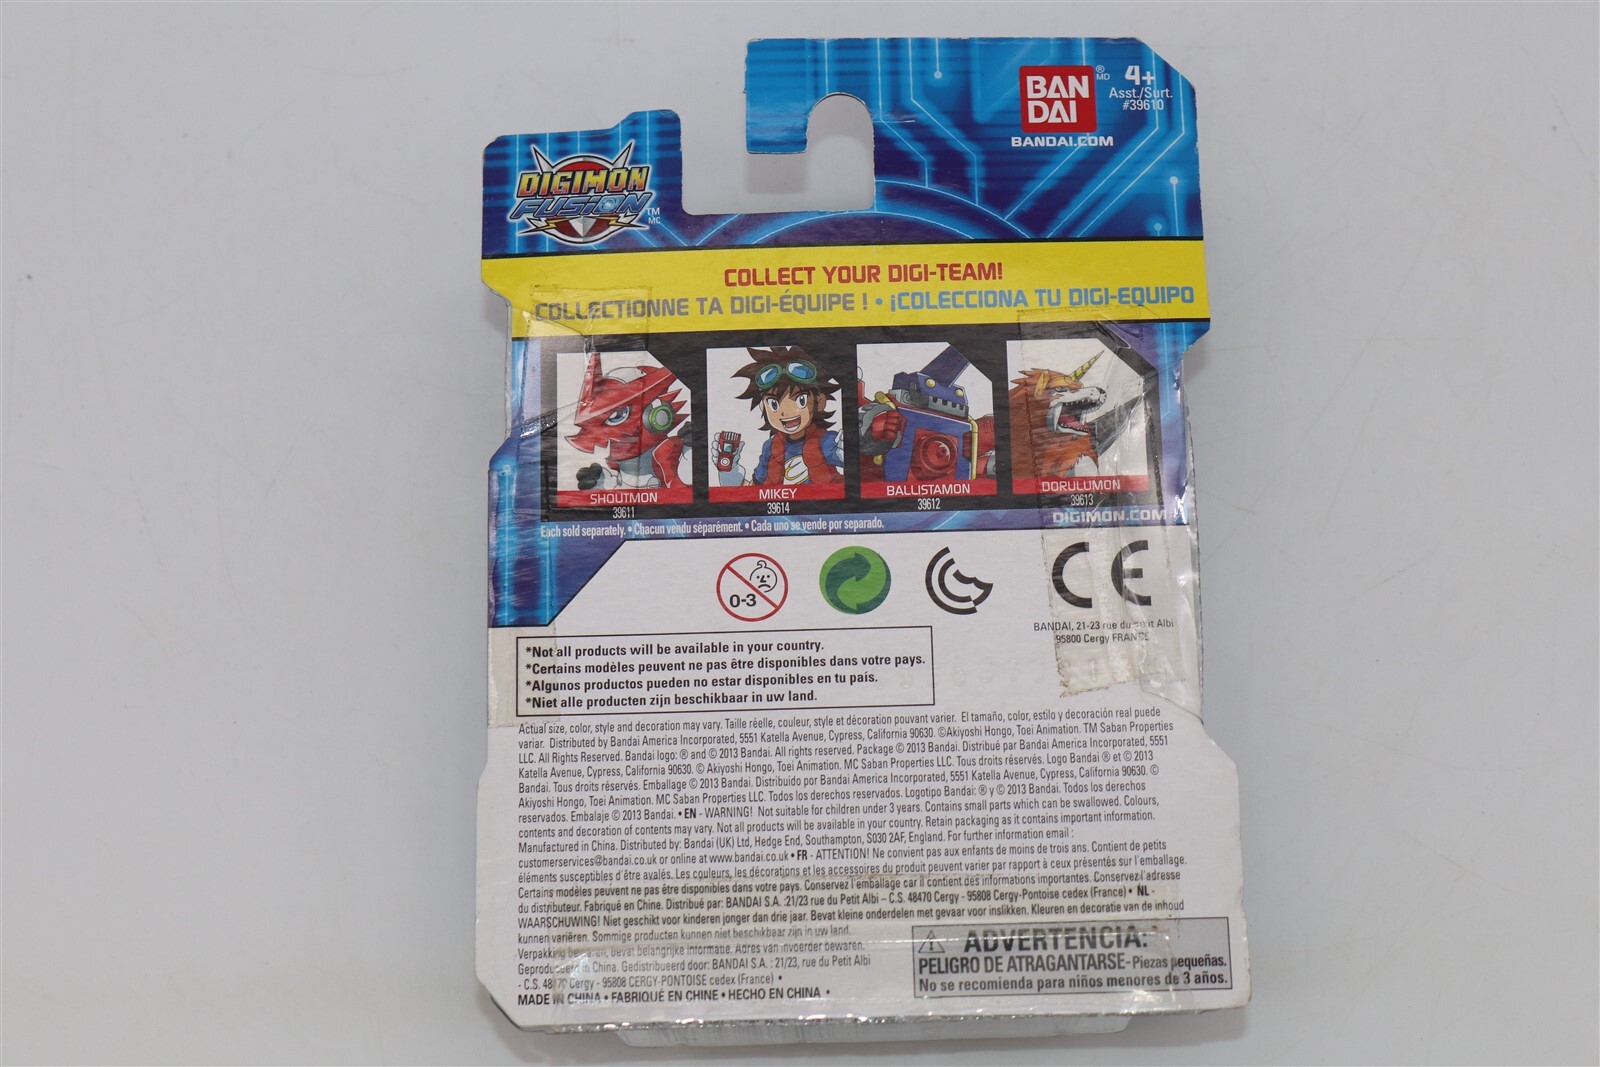 BAN
DAI
® MD
4+
Asst./Surt.
#39610
BANDAI.COM
DIGIMON
FUSION
TM
MC
COLLECT YOUR DIGI-TEAM!
COLLECTIONNE TA DIGI-ÉQUIPE ! • ¡COLECCIONA TU DIGI-EQUIPO
SHOUTMON
39611
MIKEY
39614
BALLISTAMON
39612
DORULUMON
39613
Each sold separately. • Chacun vendu séparément. • Cada uno se vende por separado.
DIGIMON.COM
0-3
CE
BANDAI, 21-23 rue du Petit Albi
95800 Cergy FRANCE
*Not all products will be available in your country.
*Certains modèles peuvent ne pas être disponibles dans votre pays.
*Algunos productos pueden no estar disponibles en tu país.
*Niet alle producten zijn beschikbaar in uw land.
Actual size, color, style and decoration may vary. Taille réelle, couleur, style et décoration pouvant varier. El tamaño, color, estilo y decoración real puede
variar. Distributed by Bandai America Incorporated, 5551 Katella Avenue, Cypress, California 90630. ©Akiyoshi Hongo, Toei Animation. TM Saban Properties
LLC. All Rights Reserved. Bandai logo: ® and © 2013 Bandai. All rights reserved. Package © 2013 Bandai. Distribué par Bandai America Incorporated, 5551
Katella Avenue, Cypress, California 90630. © Akiyoshi Hongo, Toei Animation. MC Saban Properties LLC. Tous droits réservés. Logo Bandai ® et © 2013
Bandai. Tous droits réservés. Emballage © 2013 Bandai. Distribuido por Bandai America Incorporated, 5551 Katella Avenue, Cypress, California 90630. ©
Akiyoshi Hongo, Toei Animation. MC Saban Properties LLC. Todos los derechos reservados. Logotipo Bandai: ® y © 2013 Bandai. Todos los derechos
reservados. Embalaje © 2013 Bandai. • EN - WARNING! Not suitable for children under 3 years. Contains small parts which can be swallowed. Colours,
contents and decoration of contents may vary. Not all products will be available in your country. Retain packaging as it contains important information.
Manufactured in China. Distributed by: Bandai (UK) Ltd, Hedge End, Southampton, S030 2AF, England. For further information email :
customerservices@bandai.co.uk or online at www.bandai.co.uk • FR - ATTENTION! Ne convient pas aux enfants de moins de trois ans. Contient de petits
éléments susceptibles d'être avalés. Les couleurs, les décorations et les accessoires du produit peuvent varier par rapport à ceux présentés sur l'emballage.
Certains modèles peuvent ne pas être disponibles dans votre pays. Conservez l'emballage car il contient des informations importantes. Conservez l'adresse
du distributeur. Fabriqué en Chine. Distribué par: BANDAI S.A. :21/23 rue du Petit Albi – C.S. 48470 Cergy - 95808 Cergy-Pontoise cedex (France) • NL -
WAARSCHUWING! Niet geschikt voor kinderen jonger dan drie jaar. Bevat kleine onderdelen met gevaar voor inslikken. Kleuren en decoratie van de inhoud
kunnen variëren. Sommige producten kunnen niet beschikbaar zijn in uw land.
Verpakking bewaren, bevat belangrijke informatie. Adres van invoerder bewaren.
Geproduceerd in China. Gedistribueerd door: BANDAI S.A. : 21/23, rue du Petit Albi
- C.S. 48470 Cergy - 95808 CERGY-PONTOISE cedex (France) •
MADE IN CHINA • FABRIQUÉ EN CHINE • HECHO EN CHINA •
ADVERTENCIA:
PELIGRO DE ATRAGANTARSE- Piezas pequeñas.
No se recomienda para niños menores de 3 años.